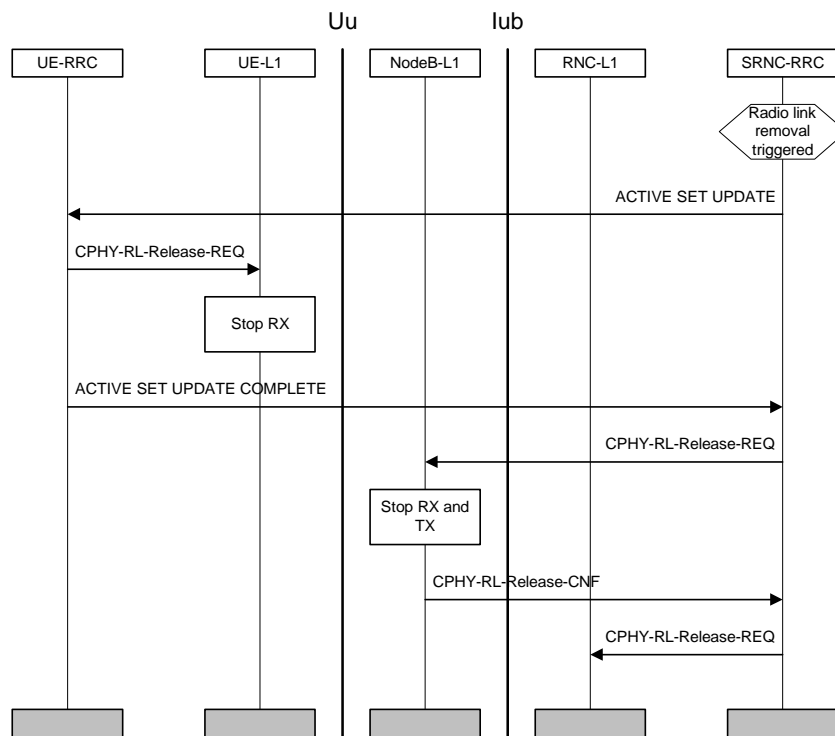 Uu
Iub
UE-RRC
UE-L1
NodeB-L1
RNC-L1
SRNC-RRC
Radio link
removal
triggered
ACTIVE SET UPDATE
CPHY-RL-Release-REQ
Stop RX
ACTIVE SET UPDATE COMPLETE
CPHY-RL-Release-REQ
Stop RX and
TX
CPHY-RL-Release-CNF
CPHY-RL-Release-REQ